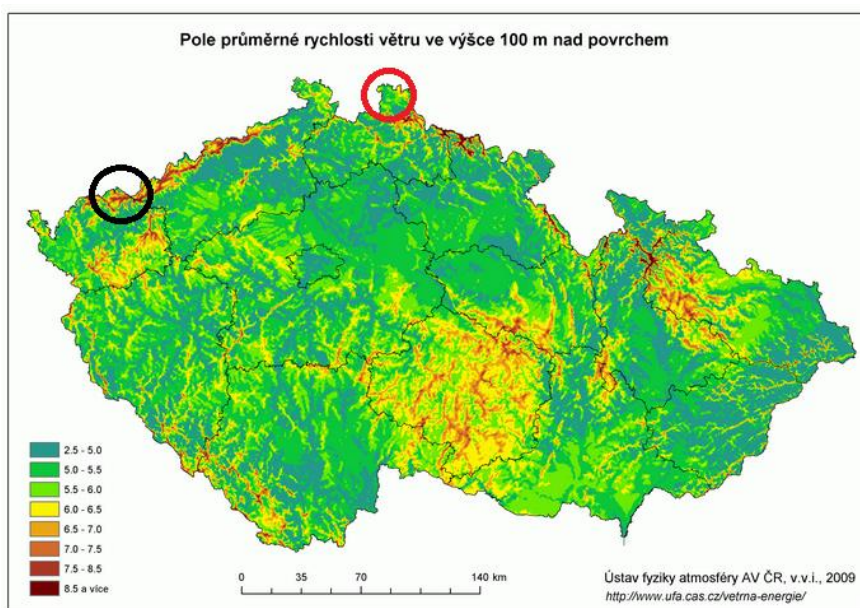 Pole průměrné rychlosti větru ve výšce 100 m nad povrchem
2.5 - 5.0
5.0 - 5.5
5.5 - 6.0
6.0 - 6.5
6.5 - 7.0
7.0 - 7.5
7.5 - 8.5
8.5 a více
0 35 70 140 km
Ústav fyziky atmosféry AV ČR, v.v.i., 2009
http://www.ufa.cas.cz/vetrna-energie/